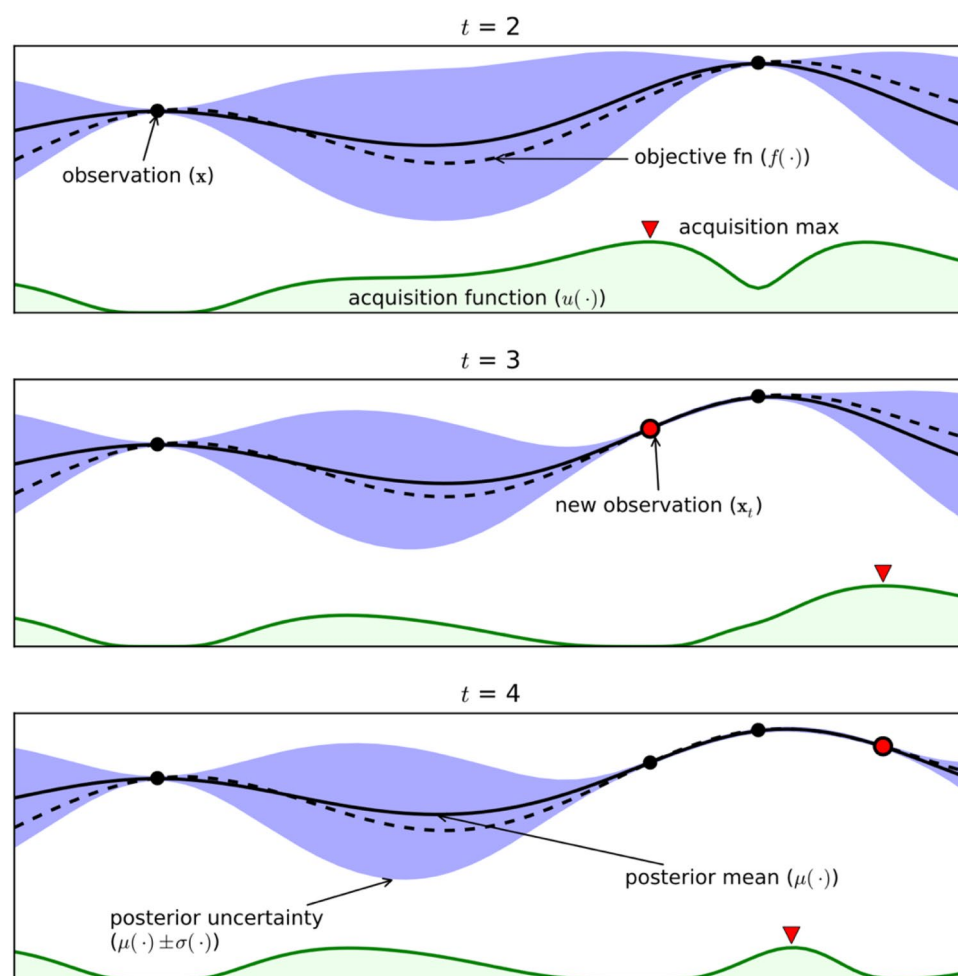 t = 2
observation (x)
objective fn (f(·))
acquisition max
acquisition function (u(·))
t = 3
new observation (xₜ)
t = 4
posterior mean (μ(·))
posterior uncertainty
(μ(·) ±σ(·))